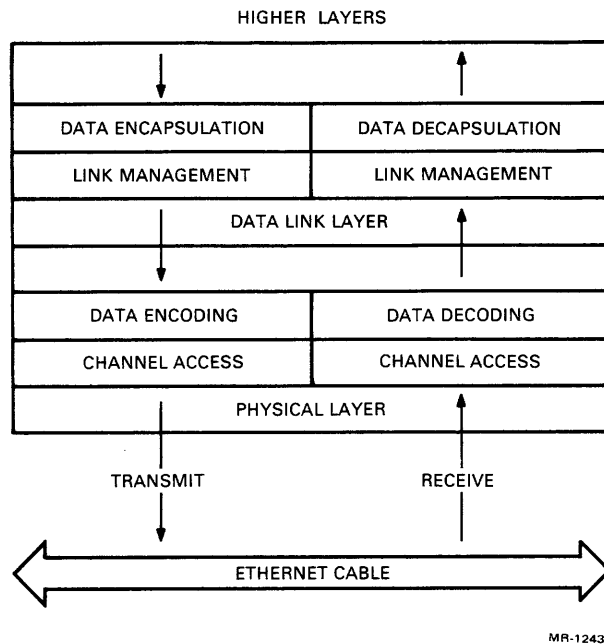 HIGHER LAYERS
DATA ENCAPSULATION
DATA DECAPSULATION
LINK MANAGEMENT
LINK MANAGEMENT
DATA LINK LAYER
DATA ENCODING
DATA DECODING
CHANNEL ACCESS
CHANNEL ACCESS
PHYSICAL LAYER
TRANSMIT
RECEIVE
ETHERNET CABLE
MR-1243